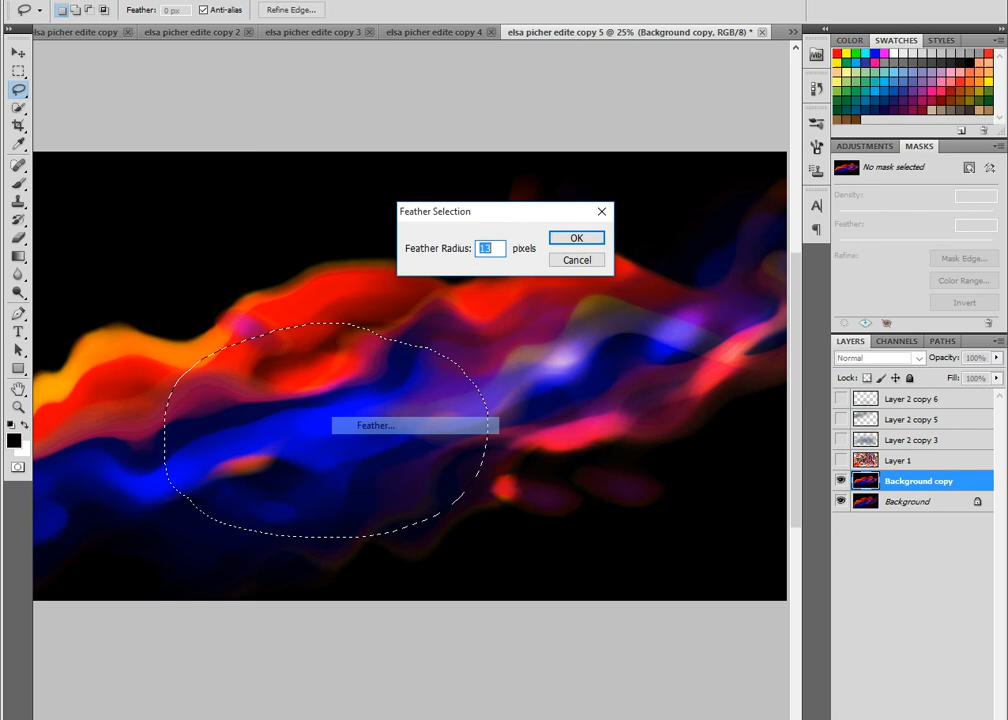 Feather: 0 px Anti-alias Refine Edge...
elsa picher edite copy elsa picher edite copy 2 elsa picher edite copy 3 elsa picher edite copy 4 elsa picher edite copy 5 @ 25% (Background copy, RGB/8) *
COLOR SWATCHES STYLES
ADJUSTMENTS MASKS
No mask selected
Density:
Feather:
Refine: Mask Edge...
Color Range...
Invert
Feather Selection
Feather Radius: 13 pixels OK
Cancel
Feather...
LAYERS CHANNELS PATHS
Normal Opacity: 100%
Lock: Fill: 100%
Layer 2 copy 6
Layer 2 copy 5
Layer 2 copy 3
Layer 1
Background copy
Background